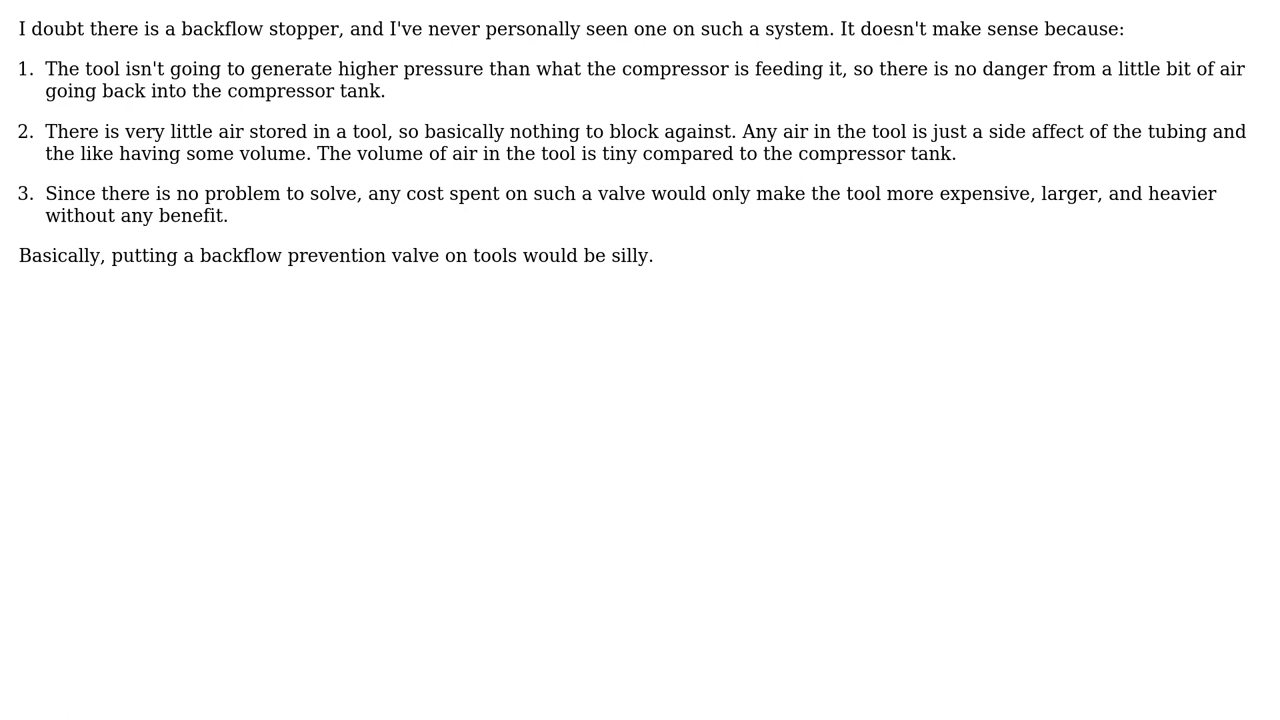 I doubt there is a backflow stopper, and I've never personally seen one on such a system. It doesn't make sense because:
1. The tool isn't going to generate higher pressure than what the compressor is feeding it, so there is no danger from a little bit of air
going back into the compressor tank.
2. There is very little air stored in a tool, so basically nothing to block against. Any air in the tool is just a side affect of the tubing and
the like having some volume. The volume of air in the tool is tiny compared to the compressor tank.
3. Since there is no problem to solve, any cost spent on such a valve would only make the tool more expensive, larger, and heavier
without any benefit.
Basically, putting a backflow prevention valve on tools would be silly.